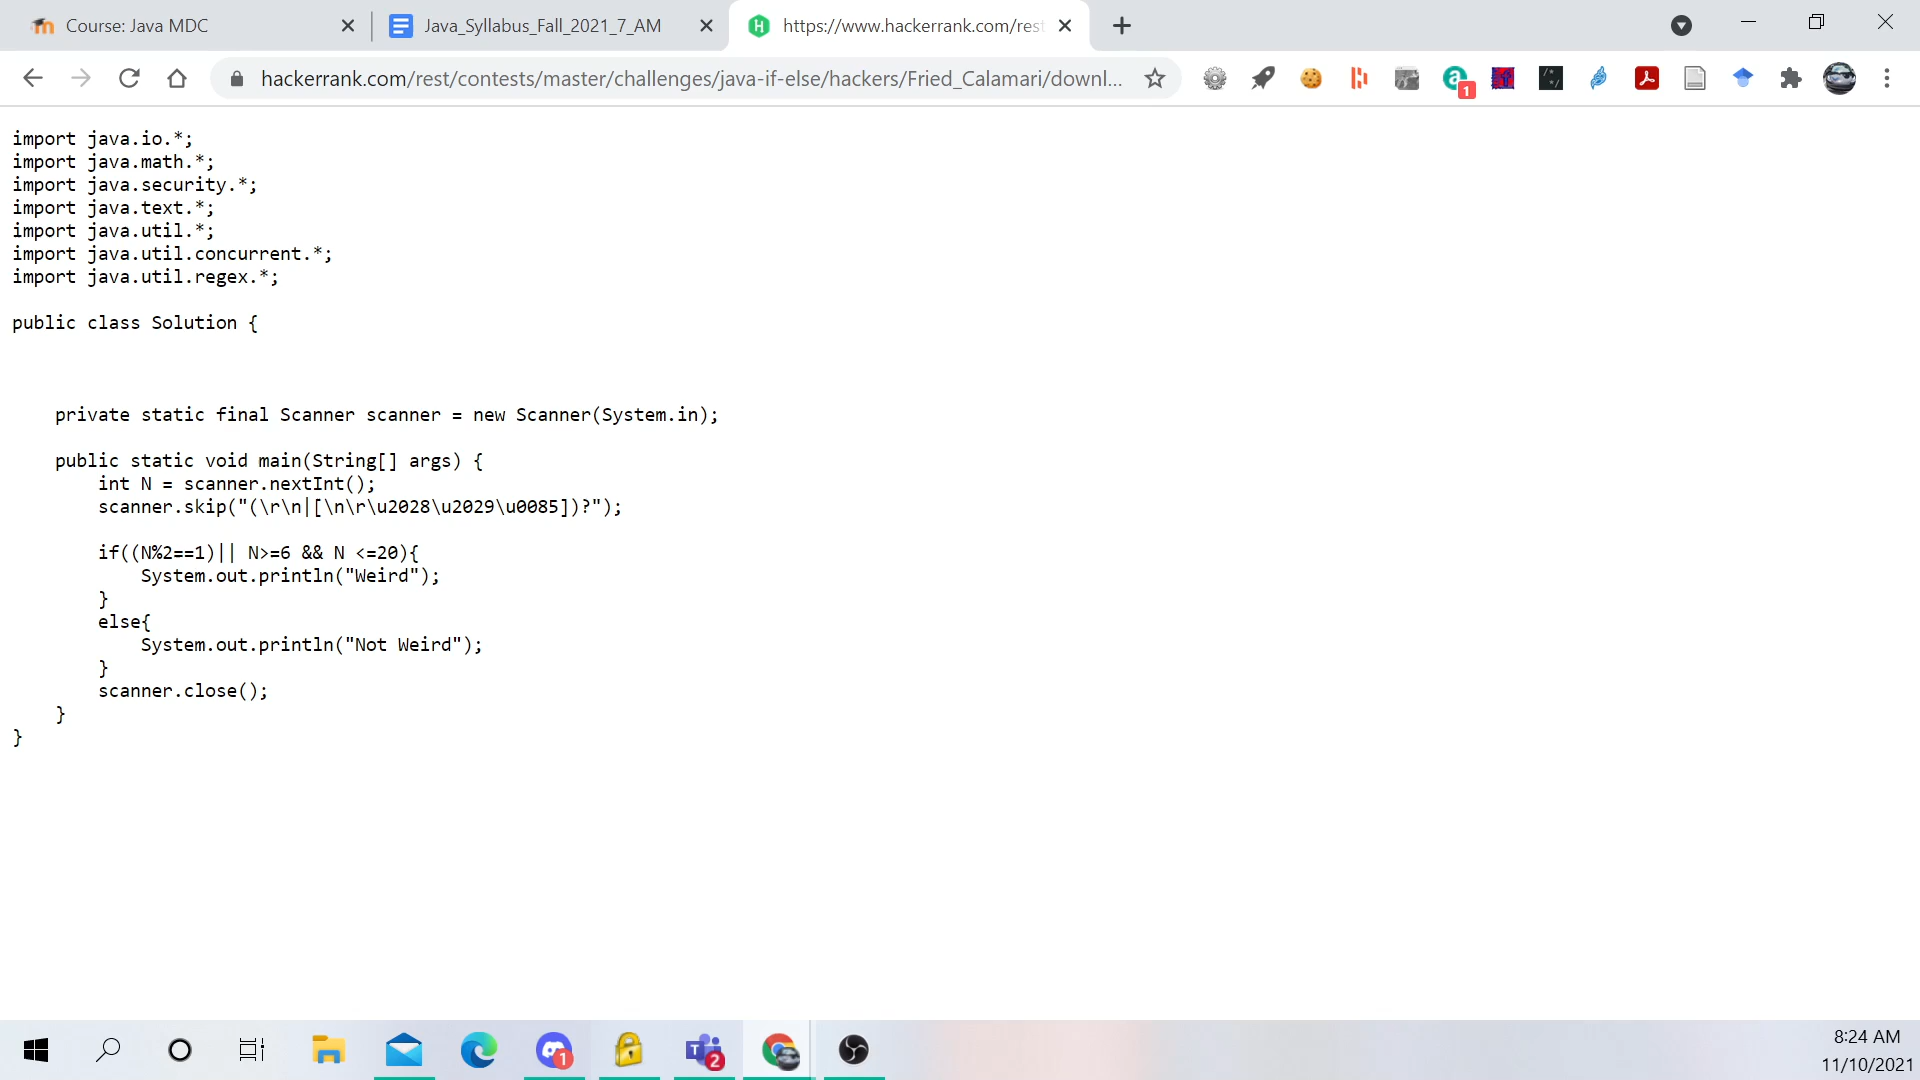 Course: Java MDC
Java_Syllabus_Fall_2021_7_AM
https://www.hackerrank.com/rest
hackerrank.com/rest/contests/master/challenges/java-if-else/hackers/Fried_Calamari/downl...
1
import java.io.*;
import java.math.*;
import java.security.*;
import java.text.*;
import java.util.*;
import java.util.concurrent.*;
import java.util.regex.*;
public class Solution {
private static final Scanner scanner = new Scanner(System.in);
public static void main(String[] args) {
int N = scanner.nextInt();
scanner.skip("(\r\n|[\n\r\u2028\u2029\u0085])?");
if((N%2==1)|| N>=6 && N <=20){
System.out.println("Weird");
}
else{
System.out.println("Not Weird");
}
scanner.close();
}
}
1
2
8:24 AM
11/10/2021